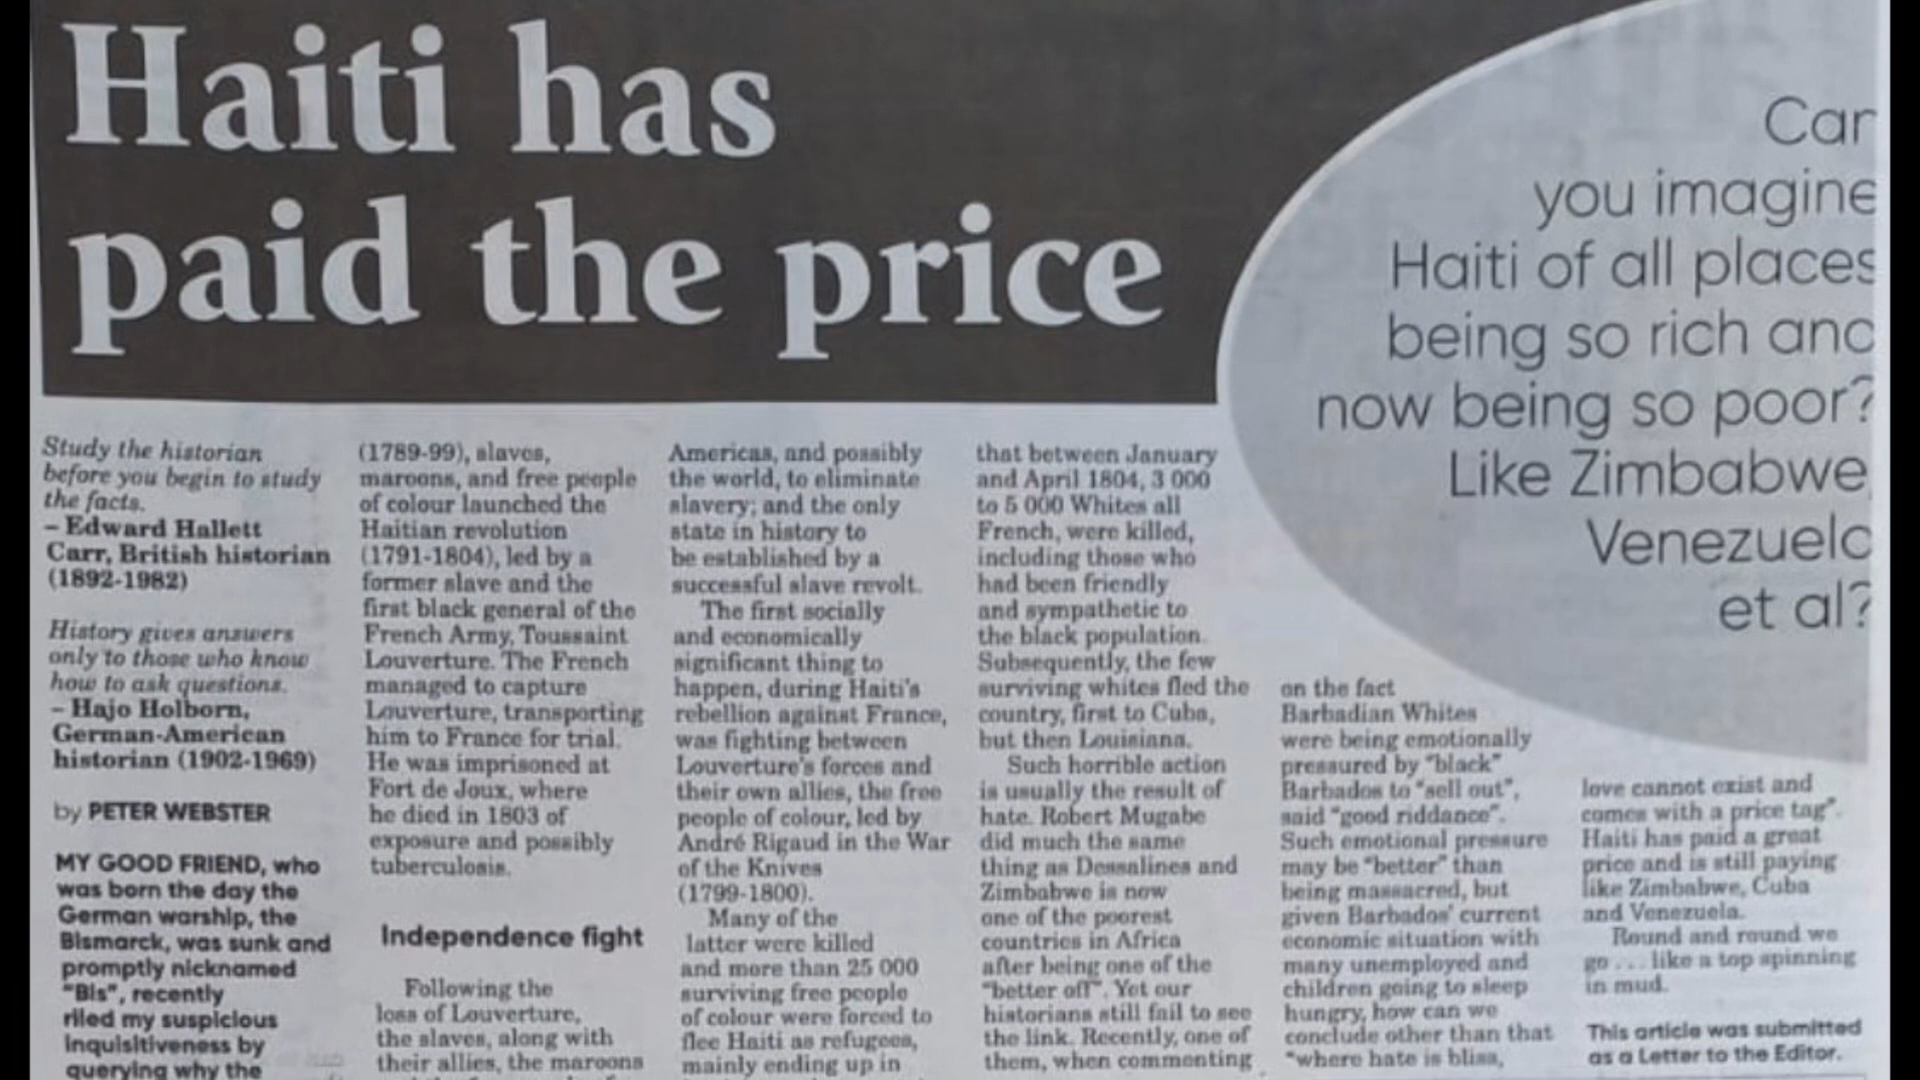 Haiti has
paid the price
Can
you imagine
Haiti of all places
being so rich and
now being so poor?
Like Zimbabwe
Venezuela
et al?
Study the historian
before you begin to study
the facts.
– Edward Hallett
Carr, British historian
(1892-1982)
History gives answers
only to those who know
how to ask questions.
– Hajo Holborn,
German-American
historian (1902-1969)
by PETER WEBSTER
MY GOOD FRIEND, who
was born the day the
German warship, the
Bismarck, was sunk and
promptly nicknamed
"Bis", recently
riled my suspicious
inquisitiveness by
querying why the
(1789-99), slaves,
maroons, and free people
of colour launched the
Haitian revolution
(1791-1804), led by a
former slave and the
first black general of the
French Army, Toussaint
Louverture. The French
managed to capture
Louverture, transporting
him to France for trial.
He was imprisoned at
Fort de Joux, where
he died in 1803 of
exposure and possibly
tuberculosis.
Independence fight
Following the
loss of Louverture,
the slaves, along with
their allies, the maroons
Americas, and possibly
the world, to eliminate
slavery; and the only
state in history to
be established by a
successful slave revolt.
The first socially
and economically
significant thing to
happen, during Haiti's
rebellion against France,
was fighting between
Louverture's forces and
their own allies, the free
people of colour, led by
André Rigaud in the War
of the Knives
(1799-1800).
Many of the
latter were killed
and more than 25 000
surviving free people
of colour were forced to
flee Haiti as refugees,
mainly ending up in
that between January
and April 1804, 3 000
to 5 000 Whites all
French, were killed,
including those who
had been friendly
and sympathetic to
the black population.
Subsequently, the few
surviving whites fled the
country, first to Cuba,
but then Louisiana.
Such horrible action
is usually the result of
hate. Robert Mugabe
did much the same
thing as Dessalines and
Zimbabwe is now
one of the poorest
countries in Africa
after being one of the
"better off". Yet our
historians still fail to see
the link. Recently, one of
them, when commenting
on the fact
Barbadian Whites
were being emotionally
pressured by "black"
Barbados to "sell out",
said "good riddance".
Such emotional pressure
may be "better" than
being massacred, but
given Barbados' current
economic situation with
many unemployed and
children going to sleep
hungry, how can we
conclude other than that
"where hate is bliss,
love cannot exist and
comes with a price tag".
Haiti has paid a great
price and is still paying
like Zimbabwe, Cuba
and Venezuela.
Round and round we
go . . . like a top spinning
in mud.
This article was submitted
as a Letter to the Editor.